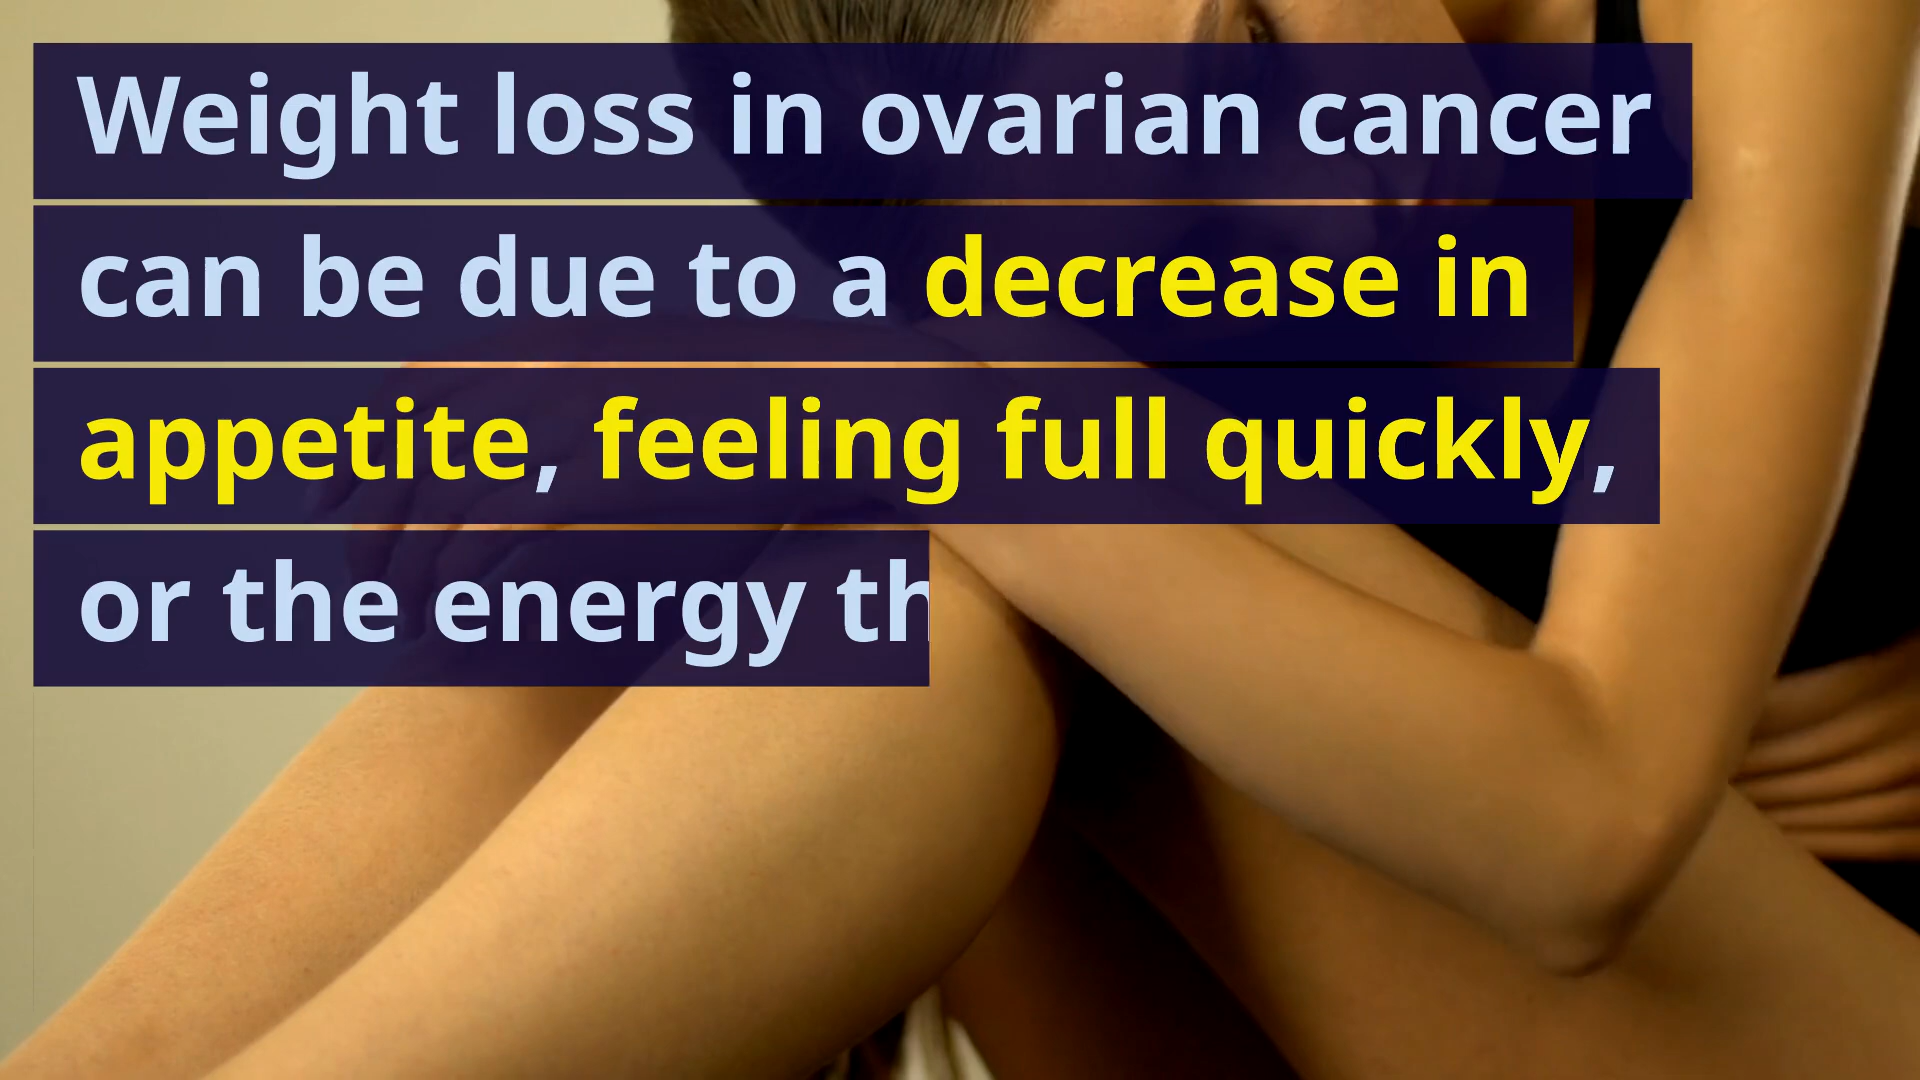 Weight loss in ovarian cancer
can be due to a decrease in
appetite, feeling full quickly,
or the energy th